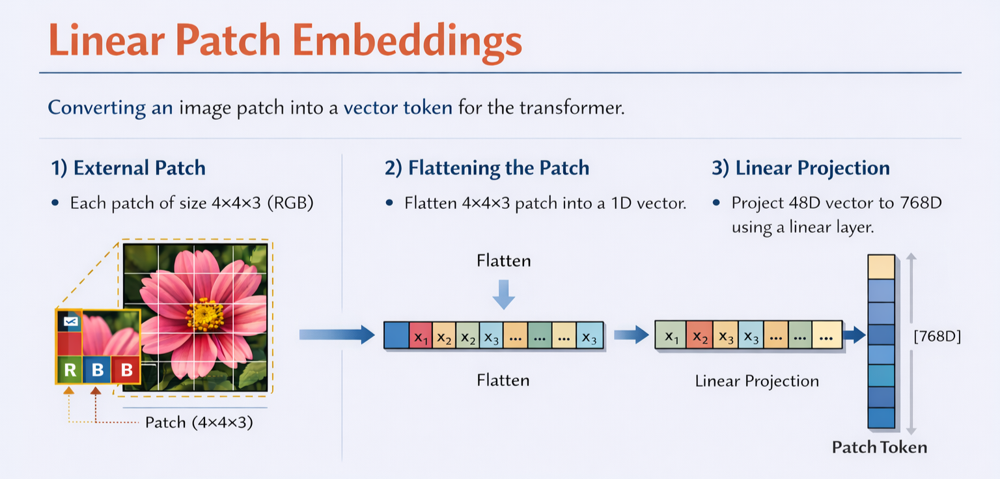 Linear Patch Embeddings
Converting an image patch into a vector token for the transformer.
1) External Patch
• Each patch of size 4×4×3 (RGB)
R B B
Patch (4×4×3)
2) Flattening the Patch
• Flatten 4×4×3 patch into a 1D vector.
Flatten
x₁ x₂ x₂ x₃ ... ... ... x₃
Flatten
3) Linear Projection
• Project 48D vector to 768D
using a linear layer.
x₁ x₂ x₃ x₃ ... ... ...
Linear Projection
[768D]
Patch Token